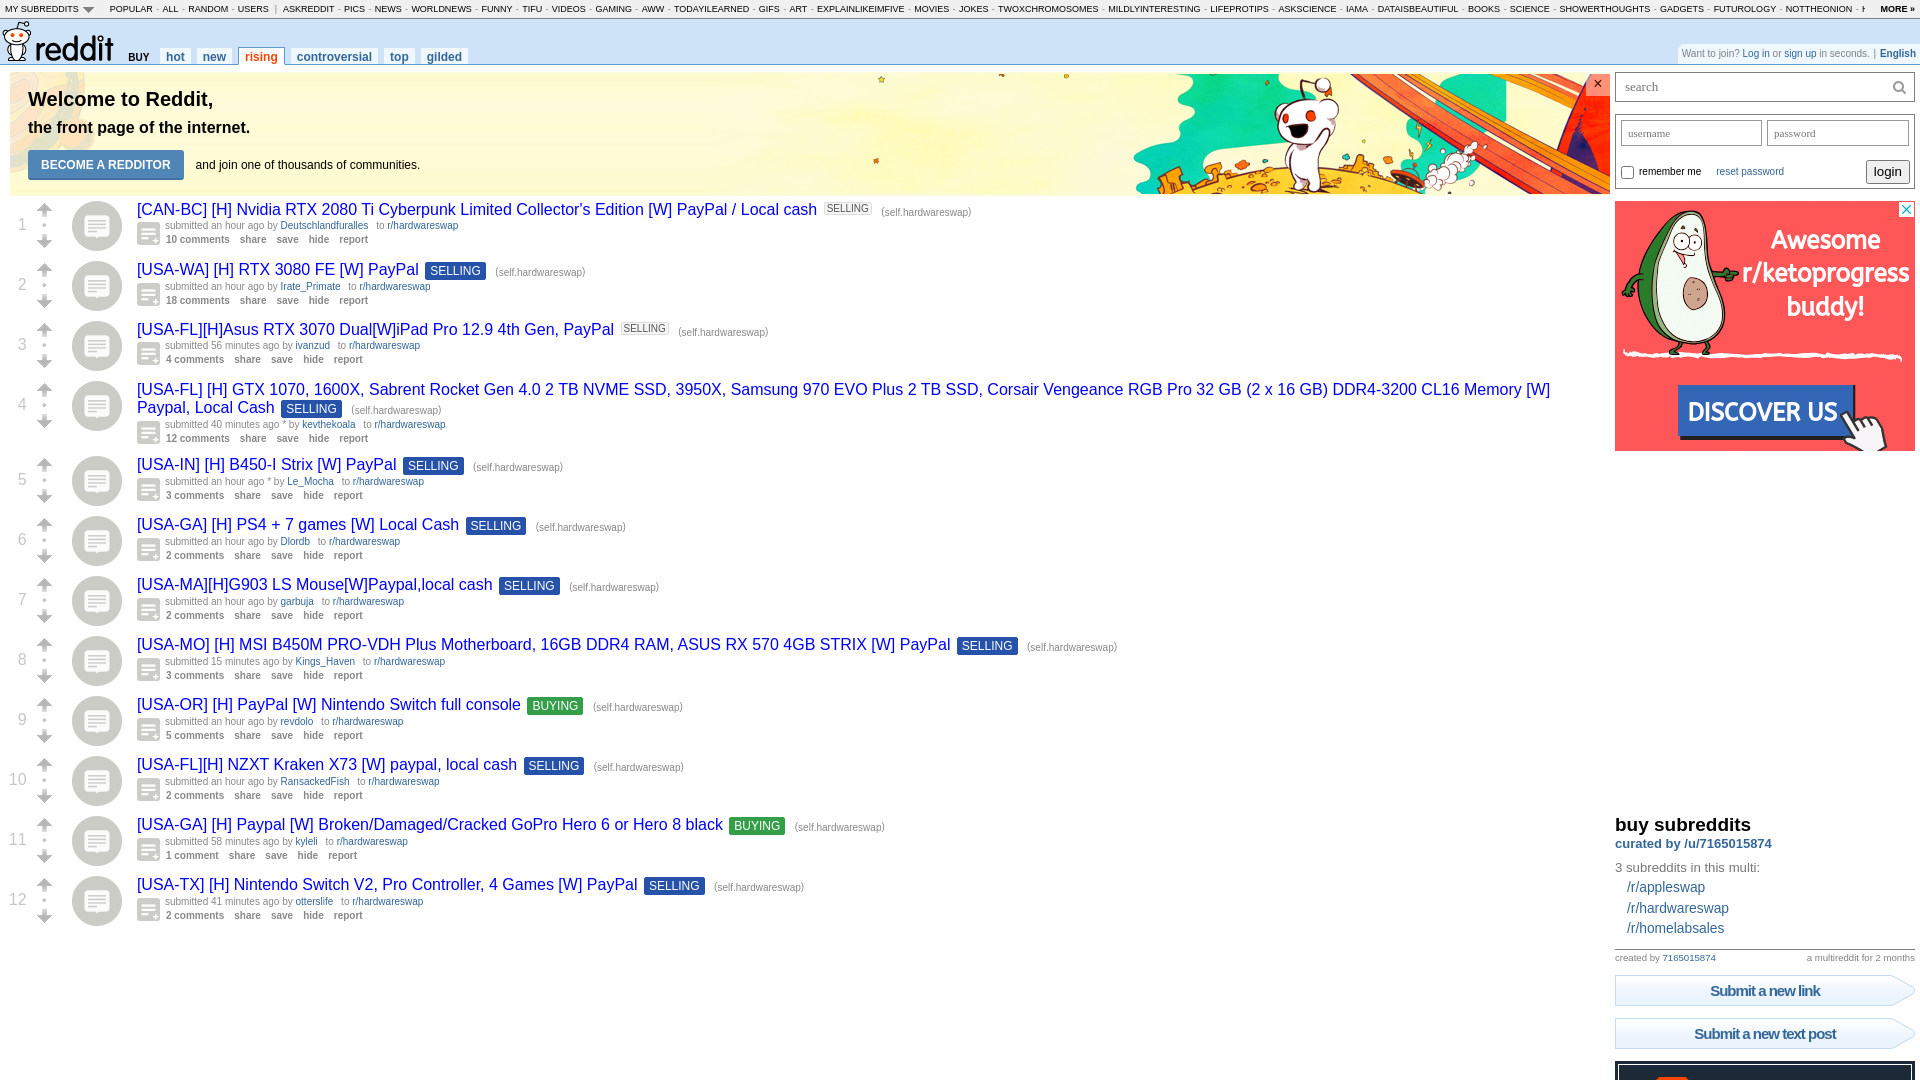 MY SUBREDDITS POPULAR - ALL - RANDOM - USERS | ASKREDDIT - PICS - NEWS - WORLDNEWS - FUNNY - TIFU - VIDEOS - GAMING - AWW - TODAYILEARNED - GIFS - ART - EXPLAINLIKEIMFIVE - MOVIES - JOKES - TWOXCHROMOSOMES - MILDLYINTERESTING - LIFEPROTIPS - ASKSCIENCE - IAMA - DATAISBEAUTIFUL - BOOKS - SCIENCE - SHOWERTHOUGHTS - GADGETS - FUTUROLOGY - NOTTHEONION - MORE »
reddit BUY hot new rising controversial top gilded
Want to join? Log in or sign up in seconds. | English
Welcome to Reddit,
the front page of the internet.
BECOME A REDDITOR and join one of thousands of communities.
×
1
[CAN-BC] [H] Nvidia RTX 2080 Ti Cyberpunk Limited Collector's Edition [W] PayPal / Local cash SELLING (self.hardwareswap)
submitted an hour ago by Deutschlandfuralles to r/hardwareswap
10 comments share save hide report
2
[USA-WA] [H] RTX 3080 FE [W] PayPal SELLING (self.hardwareswap)
submitted an hour ago by Irate_Primate to r/hardwareswap
18 comments share save hide report
3
[USA-FL][H]Asus RTX 3070 Dual[W]iPad Pro 12.9 4th Gen, PayPal SELLING (self.hardwareswap)
submitted 56 minutes ago by ivanzud to r/hardwareswap
4 comments share save hide report
4
[USA-FL] [H] GTX 1070, 1600X, Sabrent Rocket Gen 4.0 2 TB NVME SSD, 3950X, Samsung 970 EVO Plus 2 TB SSD, Corsair Vengeance RGB Pro 32 GB (2 x 16 GB) DDR4-3200 CL16 Memory [W]
Paypal, Local Cash SELLING (self.hardwareswap)
submitted 40 minutes ago * by kevthekoala to r/hardwareswap
12 comments share save hide report
5
[USA-IN] [H] B450-I Strix [W] PayPal SELLING (self.hardwareswap)
submitted an hour ago * by Le_Mocha to r/hardwareswap
3 comments share save hide report
6
[USA-GA] [H] PS4 + 7 games [W] Local Cash SELLING (self.hardwareswap)
submitted an hour ago by Dlordb to r/hardwareswap
2 comments share save hide report
7
[USA-MA][H]G903 LS Mouse[W]Paypal,local cash SELLING (self.hardwareswap)
submitted an hour ago by garbuja to r/hardwareswap
2 comments share save hide report
8
[USA-MO] [H] MSI B450M PRO-VDH Plus Motherboard, 16GB DDR4 RAM, ASUS RX 570 4GB STRIX [W] PayPal SELLING (self.hardwareswap)
submitted 15 minutes ago by Kings_Haven to r/hardwareswap
3 comments share save hide report
9
[USA-OR] [H] PayPal [W] Nintendo Switch full console BUYING (self.hardwareswap)
submitted an hour ago by revdolo to r/hardwareswap
5 comments share save hide report
10
[USA-FL][H] NZXT Kraken X73 [W] paypal, local cash SELLING (self.hardwareswap)
submitted an hour ago by RansackedFish to r/hardwareswap
2 comments share save hide report
11
[USA-GA] [H] Paypal [W] Broken/Damaged/Cracked GoPro Hero 6 or Hero 8 black BUYING (self.hardwareswap)
submitted 58 minutes ago by kyleli to r/hardwareswap
1 comment share save hide report
12
[USA-TX] [H] Nintendo Switch V2, Pro Controller, 4 Games [W] PayPal SELLING (self.hardwareswap)
submitted 41 minutes ago by otterslife to r/hardwareswap
2 comments share save hide report
search
username password
remember me reset password login
Awesome
r/ketoprogress
buddy!
DISCOVER US
buy subreddits
curated by /u/7165015874
3 subreddits in this multi:
/r/appleswap
/r/hardwareswap
/r/homelabsales
created by 7165015874 a multireddit for 2 months
Submit a new link
Submit a new text post